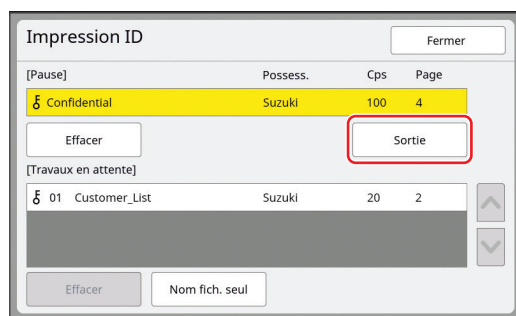 Impression ID Fermer
[Pause] Possess. Cps Page
Confidential Suzuki 100 4
Effacer Sortie
[Travaux en attente]
01 Customer_List Suzuki 20 2
Effacer Nom fich. seul